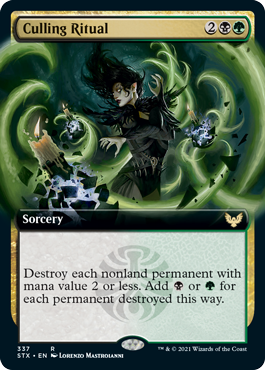 Culling Ritual 2
Sorcery
Destroy each nonland permanent with
mana value 2 or less. Add or for
each permanent destroyed this way.
337 R
STX • EN LORENZO MASTROIANNI ™ & © 2021 Wizards of the Coast